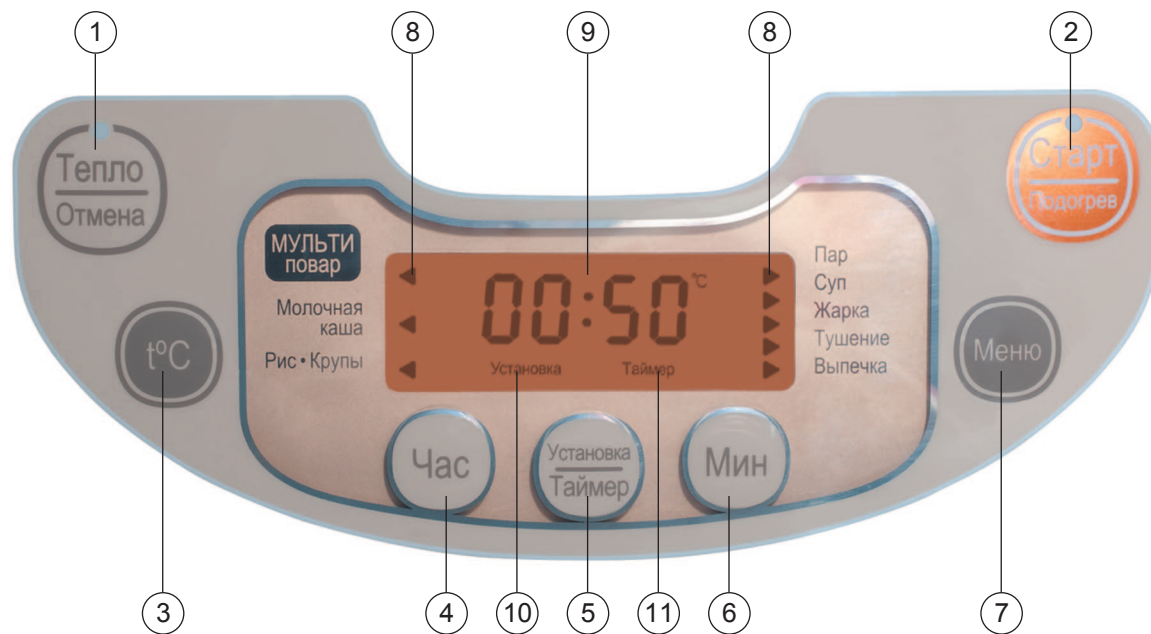 1
8
9
8
2
Тепло
Отмена
Старт
Подогрев
МУЛЬТИ
повар
Молочная
каша
Рис • Крупы
00:50 °C
Установка Таймер
Пар
Суп
Жарка
Тушение
Выпечка
t°C
Меню
Час
Установка
Таймер
Мин
3
4
10
5
11
6
7